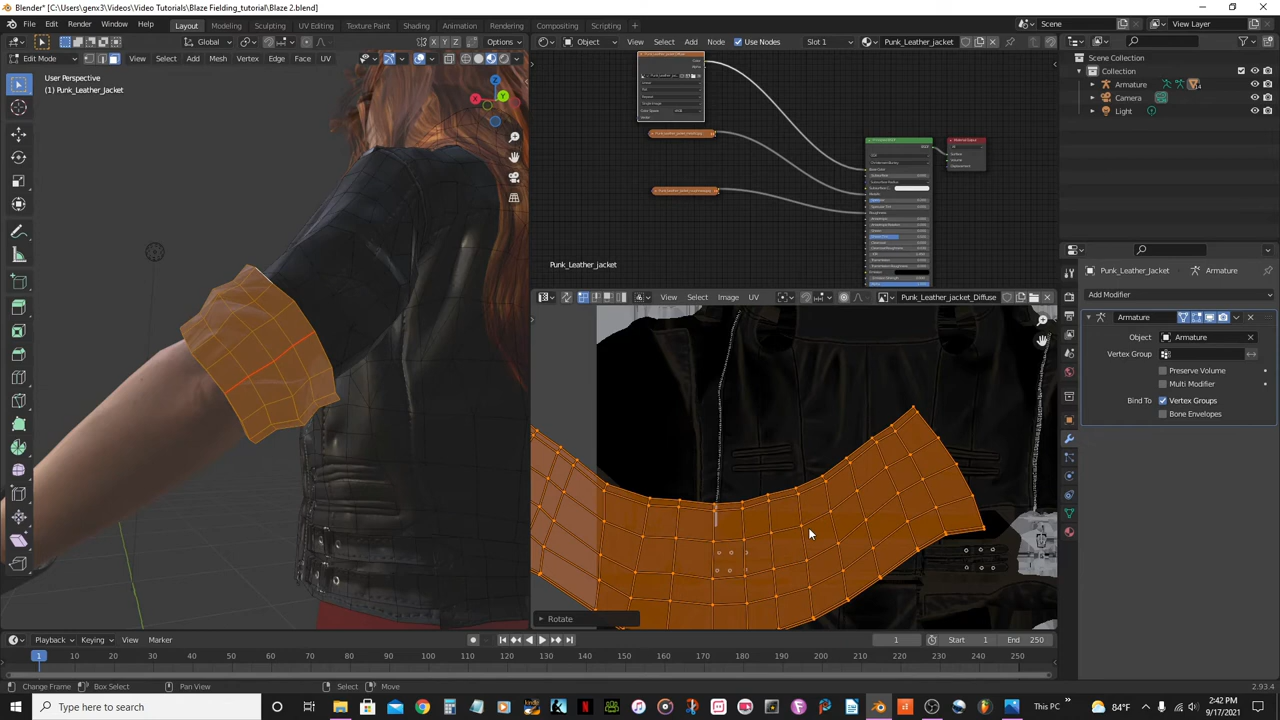 Blender* [C:\Users\genx3\Videos\Video Tutorials\Blaze Fielding_tutorial\Blaze 2.blend]
File Edit Render Window Help
Layout Modeling Sculpting UV Editing Texture Paint Shading Animation Rendering Compositing Scripting
Scene View Layer
Global X Y Z Options
Object View Select Add Node Use Nodes Slot 1 Punk_Leather_jacket
Edit Mode View Select Add Mesh Vertex Edge Face UV
User Perspective
(1) Punk_Leather_Jacket
X Y Z
Scene Collection
Collection
Armature
Camera
Light
Punk_Leather_jacket
View Select Image UV Punk_Leather_jacket_Diffuse
Punk_Leather_Jacket Armature
Add Modifier
Armature
Object Armature
Vertex Group
Preserve Volume
Multi Modifier
Bind To Vertex Groups
Bone Envelopes
Rotate
Playback Keying View Marker 1 Start 1 End 250
1 10 20 30 40 50 60 70 80 90 100 110 120 130 140 150 160 170 180 190 200 210 220 230 240 250
Change Frame Box Select Pan View Select Move 2.93.4
Type here to search This PC 84°F 2:42 PM
9/17/2021